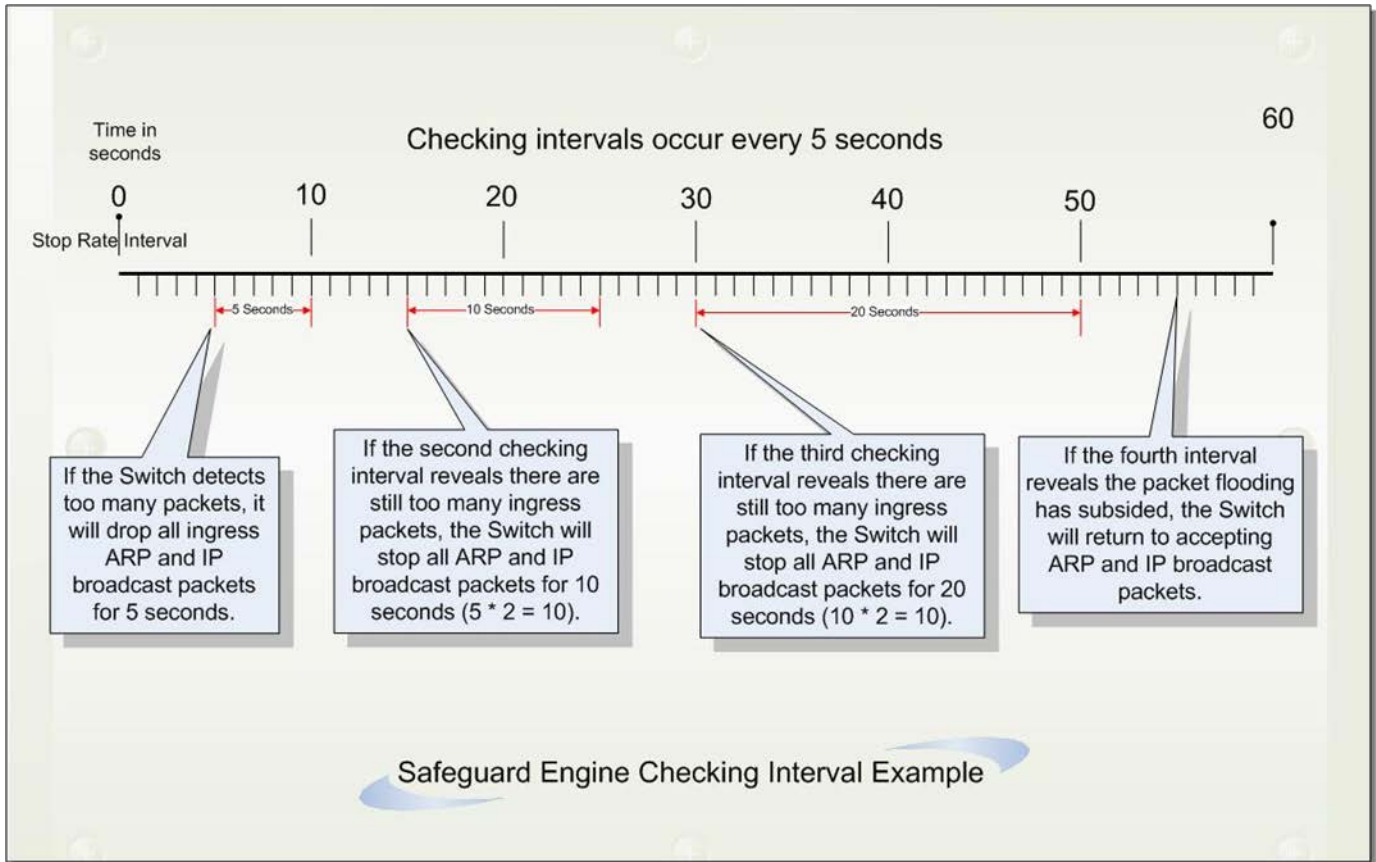 Time in
seconds
Checking intervals occur every 5 seconds
60
0
10
20
30
40
50
Stop Rate Interval
5 Seconds
10 Seconds
20 Seconds
If the Switch detects
too many packets, it
will drop all ingress
ARP and IP
broadcast packets
for 5 seconds.
If the second checking
interval reveals there are
still too many ingress
packets, the Switch will
stop all ARP and IP
broadcast packets for 10
seconds (5 * 2 = 10).
If the third checking
interval reveals there are
still too many ingress
packets, the Switch will
stop all ARP and IP
broadcast packets for 20
seconds (10 * 2 = 10).
If the fourth interval
reveals the packet flooding
has subsided, the Switch
will return to accepting
ARP and IP broadcast
packets.
Safeguard Engine Checking Interval Example